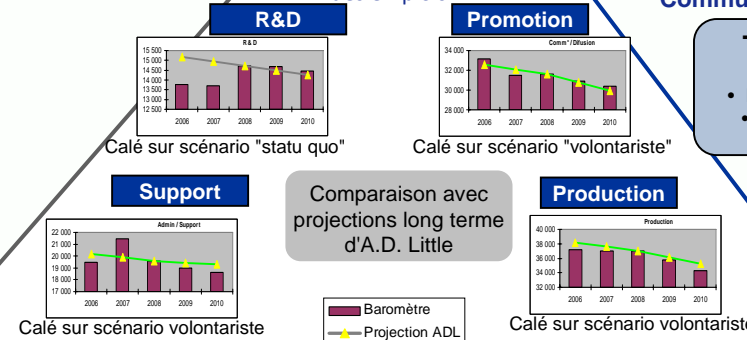 R&D
Promotion
R & D
15 500
15 000
14 500
14 000
13 500
13 000
12 500
2006 2007 2008 2009 2010
Calé sur scénario "statu quo"
Comm° / Difusion
34 000
32 000
30 000
28 000
2006 2007 2008 2009 2010
Calé sur scénario "volontariste"
Support
Comparaison avec
projections long terme
d'A.D. Little
Production
Admin / Support
22 000
21 000
20 000
19 000
18 000
17 000
2006 2007 2008 2009 2010
Calé sur scénario volontariste
Production
40 000
38 000
36 000
34 000
32 000
2006 2007 2008 2009 2010
Calé sur scénario volontariste
Baromètre
Projection ADL